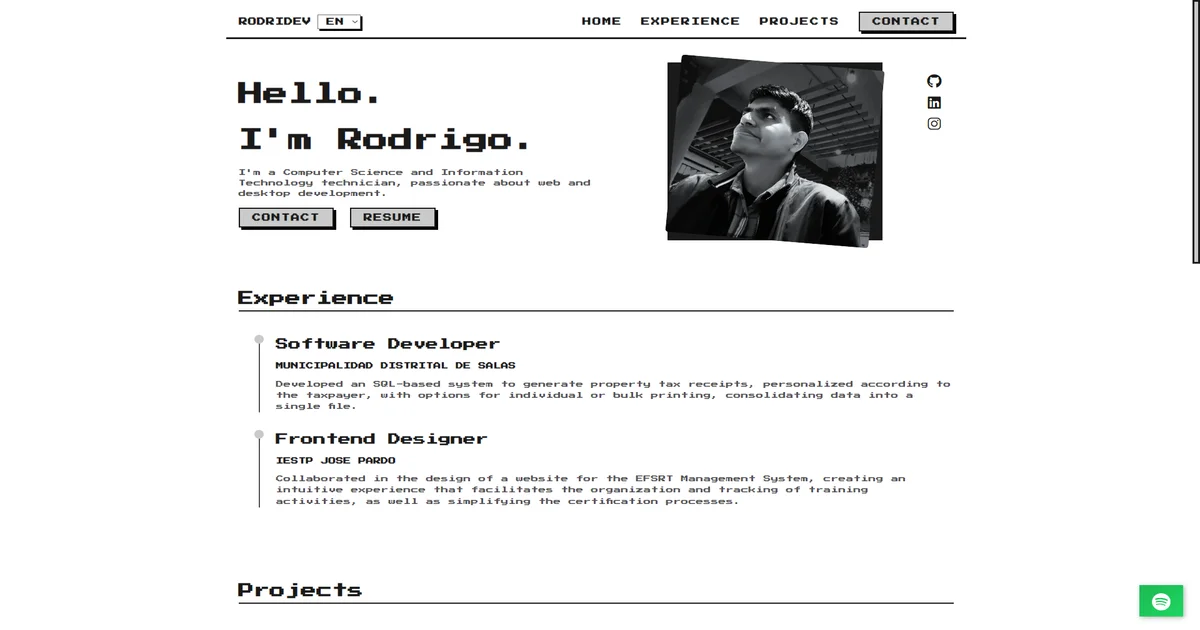 RODRIDEV EN HOME EXPERIENCE PROJECTS CONTACT
Hello.
I'm Rodrigo.
I'm a Computer Science and Information
Technology technician, passionate about web and
desktop development.
CONTACT RESUME
Experience
Software Developer
MUNICIPALIDAD DISTRITAL DE SALAS
Developed an SQL-based system to generate property tax receipts, personalized according to
the taxpayer, with options for individual or bulk printing, consolidating data into a
single file.
Frontend Designer
IESTP JOSE PARDO
Collaborated in the design of a website for the EFSRT Management System, creating an
intuitive experience that facilitates the organization and tracking of training
activities, as well as simplifying the certification processes.
Projects